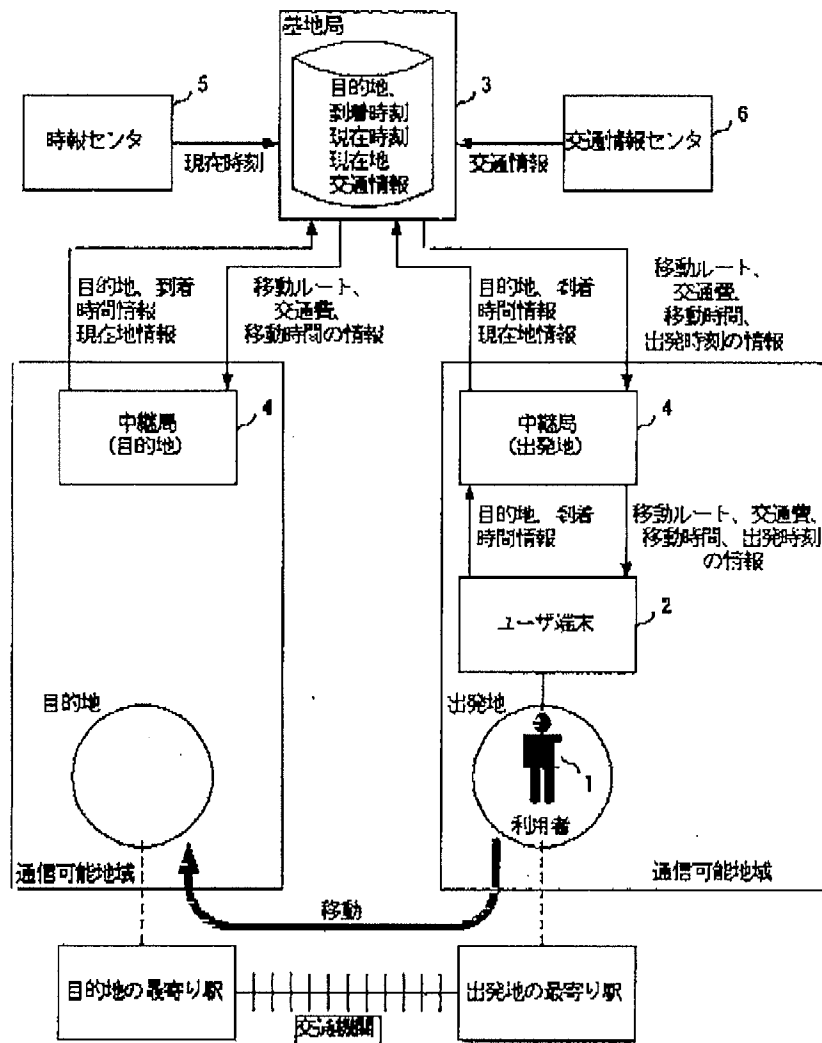 基地局
5
時報センタ
現在時刻
目的地、
到着時刻
現在時刻
現在地
交通情報
3
交通情報
交通情報センタ
6
目的地、到着
時間情報
現在地情報
移動ルート、
交通費、
移動時間の情報
目的地、到着
時間情報
現在地情報
移動ルート、
交通費、
移動時間、
出発時刻の情報
中継局
(目的地)
4
中継局
(出発地)
4
目的地、到着
時間情報
移動ルート、交通費、
移動時間、出発時刻
の情報
ユーザ端末
2
目的地
出発地
1
利用者
通信可能地域
通信可能地域
移動
目的地の最寄り駅
出発地の最寄り駅
交通機関